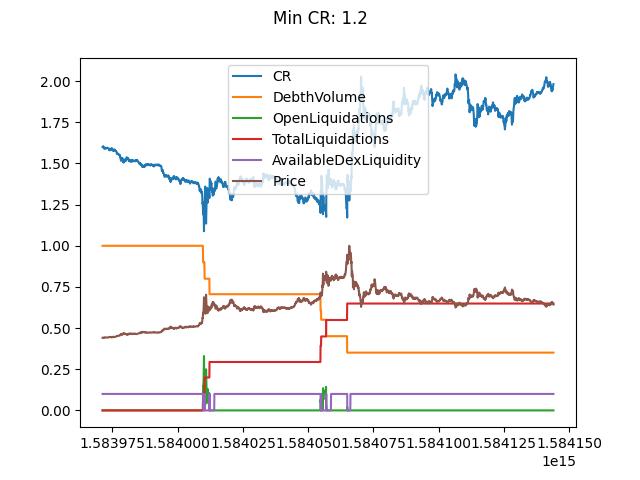 Min CR: 1.2
2.00
1.75
1.50
1.25
1.00
0.75
0.50
0.25
0.00
CR
DebthVolume
OpenLiquidations
TotalLiquidations
AvailableDexLiquidity
Price
1.583975 1.584000 1.584025 1.584050 1.584075 1.584100 1.584125 1.584150
1e15